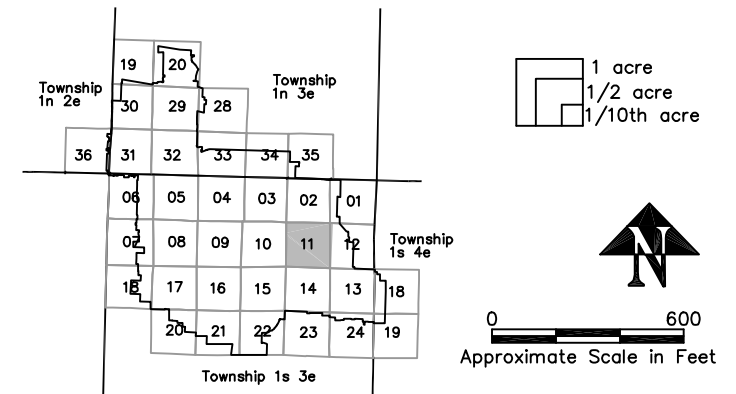 19 20
Township
1n 2e
Township
1n 3e
30 29 28
36 31 32 33 34 35
06 05 04 03 02 01
07 08 09 10 11 12
Township
1s 4e
18 17 16 15 14 13 18
20 21 22 23 24 19
Township 1s 3e
1 acre
1/2 acre
1/10th acre
N
0 600
Approximate Scale in Feet